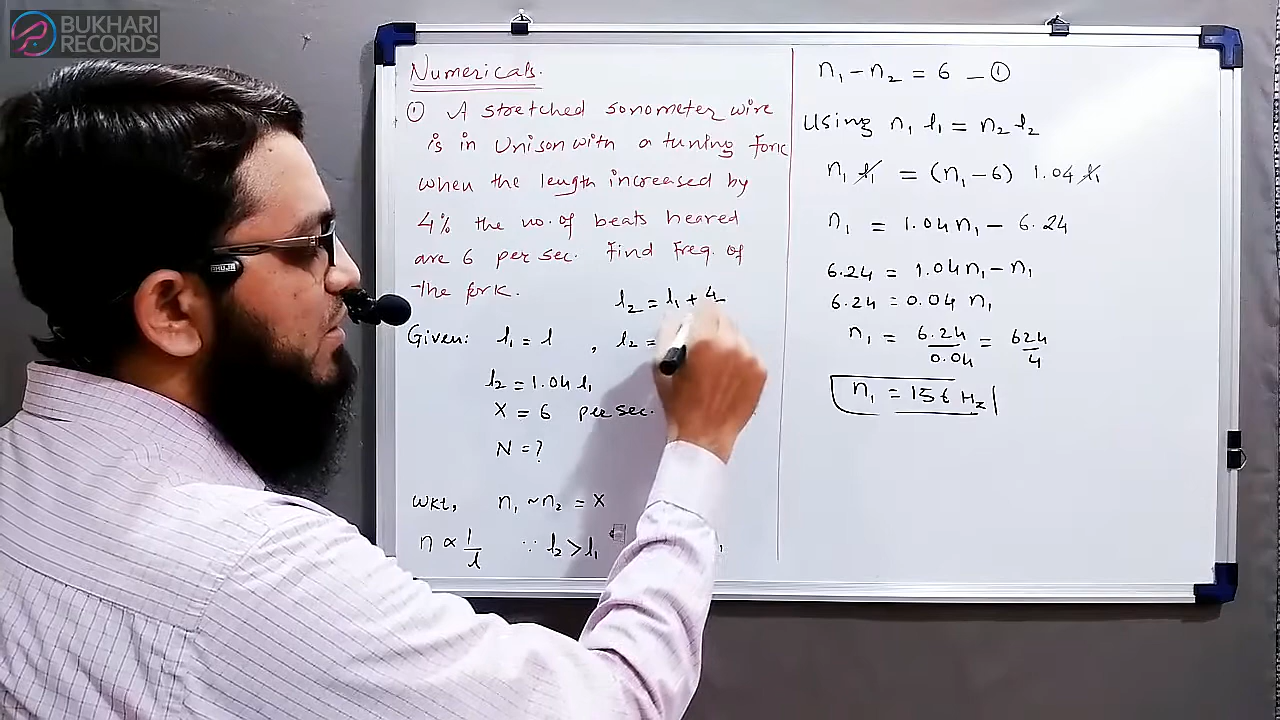 BUKHARI
RECORDS
Numericals.
① A stretched sonometer wire
is in Unison with a tuning fork
when the length increased by
4% the no. of beats heared
are 6 per sec. Find freq. of
the fork.
l₂ = l₁ + 4
Given: l₁ = l , l₂ =
l₂ = 1.04 l₁
X = 6 per sec.
N = ?
WKT, n₁ ~ n₂ = X
n ∝ 1/l ∵ l₂ > l₁
n₁ - n₂ = 6 — ①
Using n₁ l₁ = n₂ l₂
n₁ l₁ = (n₁ - 6) 1.04 l₁
n₁ = 1.04 n₁ - 6.24
6.24 = 1.04 n₁ - n₁
6.24 = 0.04 n₁
n₁ = 6.24/0.04 = 624/4
n₁ = 156 Hz